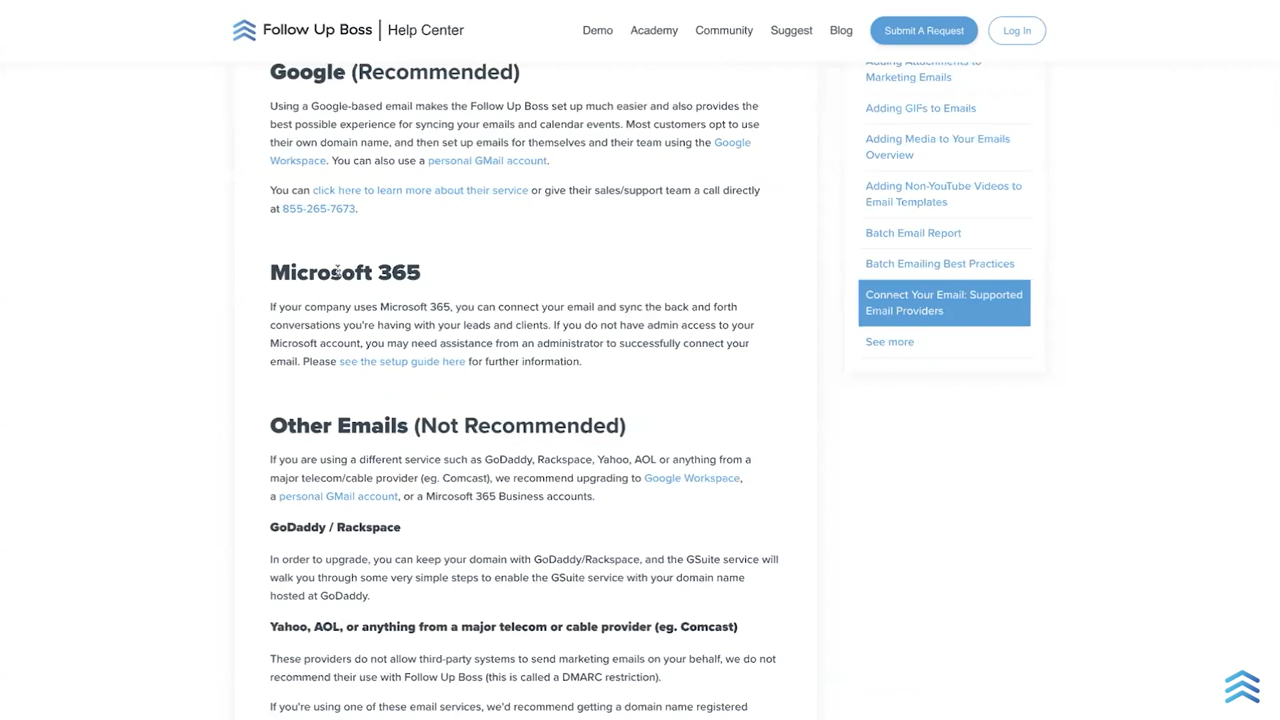 Follow Up Boss | Help Center
Demo
Academy
Community
Suggest
Blog
Submit A Request
Log In
Google (Recommended)
Using a Google-based email makes the Follow Up Boss set up much easier and also provides the
best possible experience for syncing your emails and calendar events. Most customers opt to use
their own domain name, and then set up emails for themselves and their team using the Google
Workspace. You can also use a personal GMail account.
You can click here to learn more about their service or give their sales/support team a call directly
at 855-265-7673.
Microsoft 365
If your company uses Microsoft 365, you can connect your email and sync the back and forth
conversations you're having with your leads and clients. If you do not have admin access to your
Microsoft account, you may need assistance from an administrator to successfully connect your
email. Please see the setup guide here for further information.
Other Emails (Not Recommended)
If you are using a different service such as GoDaddy, Rackspace, Yahoo, AOL or anything from a
major telecom/cable provider (eg. Comcast), we recommend upgrading to Google Workspace,
a personal GMail account, or a Mircosoft 365 Business accounts.
GoDaddy / Rackspace
In order to upgrade, you can keep your domain with GoDaddy/Rackspace, and the GSuite service will
walk you through some very simple steps to enable the GSuite service with your domain name
hosted at GoDaddy.
Yahoo, AOL, or anything from a major telecom or cable provider (eg. Comcast)
These providers do not allow third-party systems to send marketing emails on your behalf, we do not
recommend their use with Follow Up Boss (this is called a DMARC restriction).
If you're using one of these email services, we'd recommend getting a domain name registered
Adding Attachments to
Marketing Emails
Adding GIFs to Emails
Adding Media to Your Emails
Overview
Adding Non-YouTube Videos to
Email Templates
Batch Email Report
Batch Emailing Best Practices
Connect Your Email: Supported
Email Providers
See more